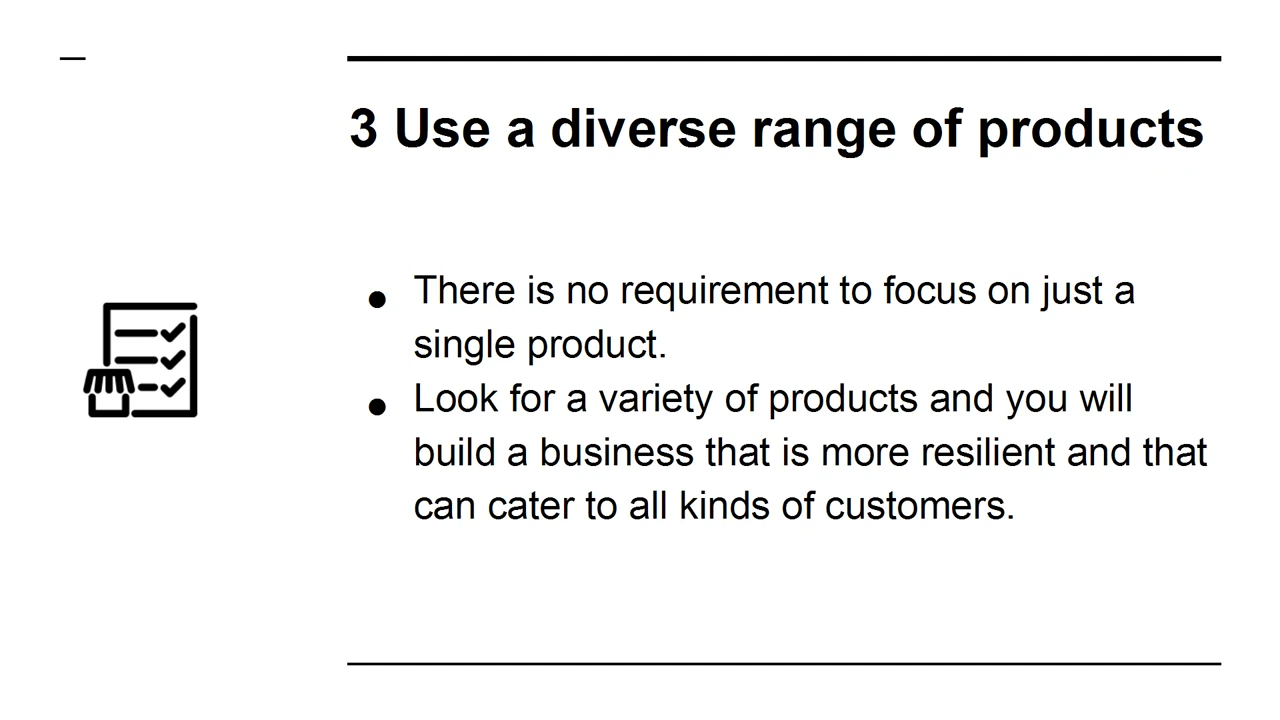 3 Use a diverse range of products
● There is no requirement to focus on just a
single product.
● Look for a variety of products and you will
build a business that is more resilient and that
can cater to all kinds of customers.